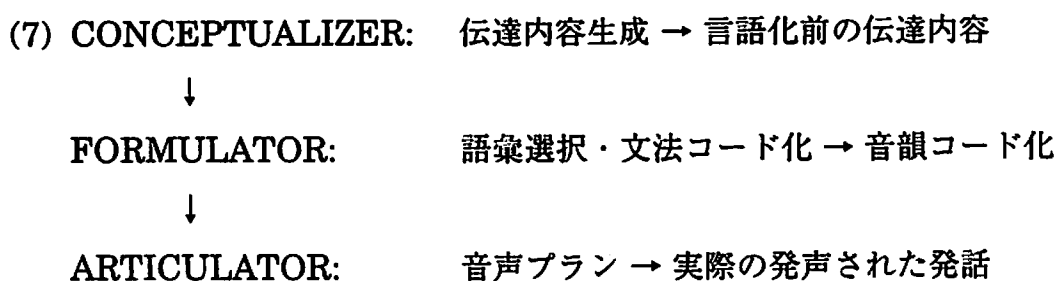 (7) CONCEPTUALIZER: 伝達内容生成 → 言語化前の伝達内容
↓
FORMULATOR: 語彙選択・文法コード化 → 音韻コード化
↓
ARTICULATOR: 音声プラン → 実際の発声された発話